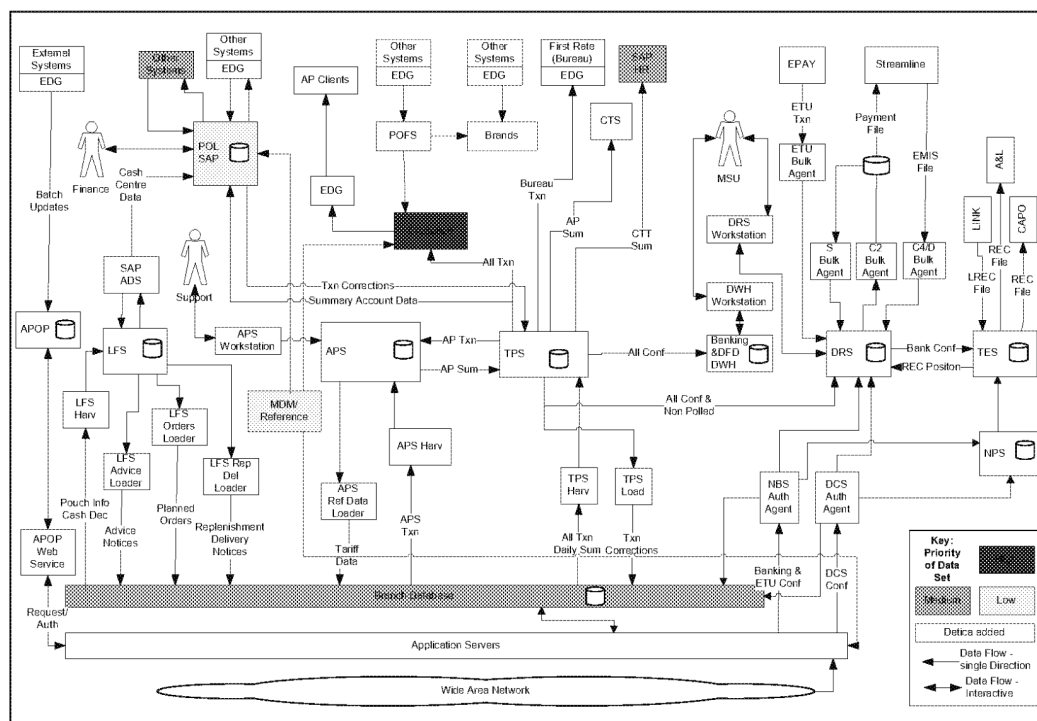 External
Systems
EDG
Other
Systems
Other
Systems
EDG
AP Clients
Other
Systems
EDG
Other
Systems
EDG
First Rate
(Bureau)
EDG
SAP
HR
EPAY
Streamline
POL
SAP
POFS
Brands
CTS
ETU
Txn
Payment
File
Finance
MSU
ETU
Bulk
Agent
EMIS
File
A&L
Batch
Updates
Cash
Centre
Data
EDG
Bureau
Txn
AP
Sum
CTT
Sum
DRS
Workstation
LINK
CAPO
S
Bulk
Agent
C2
Bulk
Agent
C4/D
Bulk
Agent
REC
File
LREC
File
REC
File
SAP
ADS
Support
All Txn
Txn Corrections
Summary Account Data
DWH
Workstation
APOP
LFS
APS
Workstation
APS
AP Txn
AP Sum
TPS
All Conf
Banking
&DFD
DWH
DRS
Bank Conf
REC Positon
TES
LFS
Harv
LFS
Orders
Loader
MDM/
Reference
All Conf &
Non Polled
LFS
Advice
Loader
LFS Rep
Del
Loader
APS Harv
NPS
APS
Ref Data
Loader
TPS
Harv
TPS
Load
NBS
Auth
Agent
DCS
Auth
Agent
Pouch Info
Cash Dec
Advice
Notices
Planned
Orders
Replenishment
Delivery
Notices
APS
Txn
Tariff
Data
All Txn
Daily Sum
Txn
Corrections
APOP
Web
Service
Banking &
ETU Conf
DCS
Conf
Request/
Auth
Branch Database
Application Servers
Wide Area Network
Key:
Priority
of Data
Set
Medium
Low
Detica added
Data Flow -
single Direction
Data Flow -
Interactive